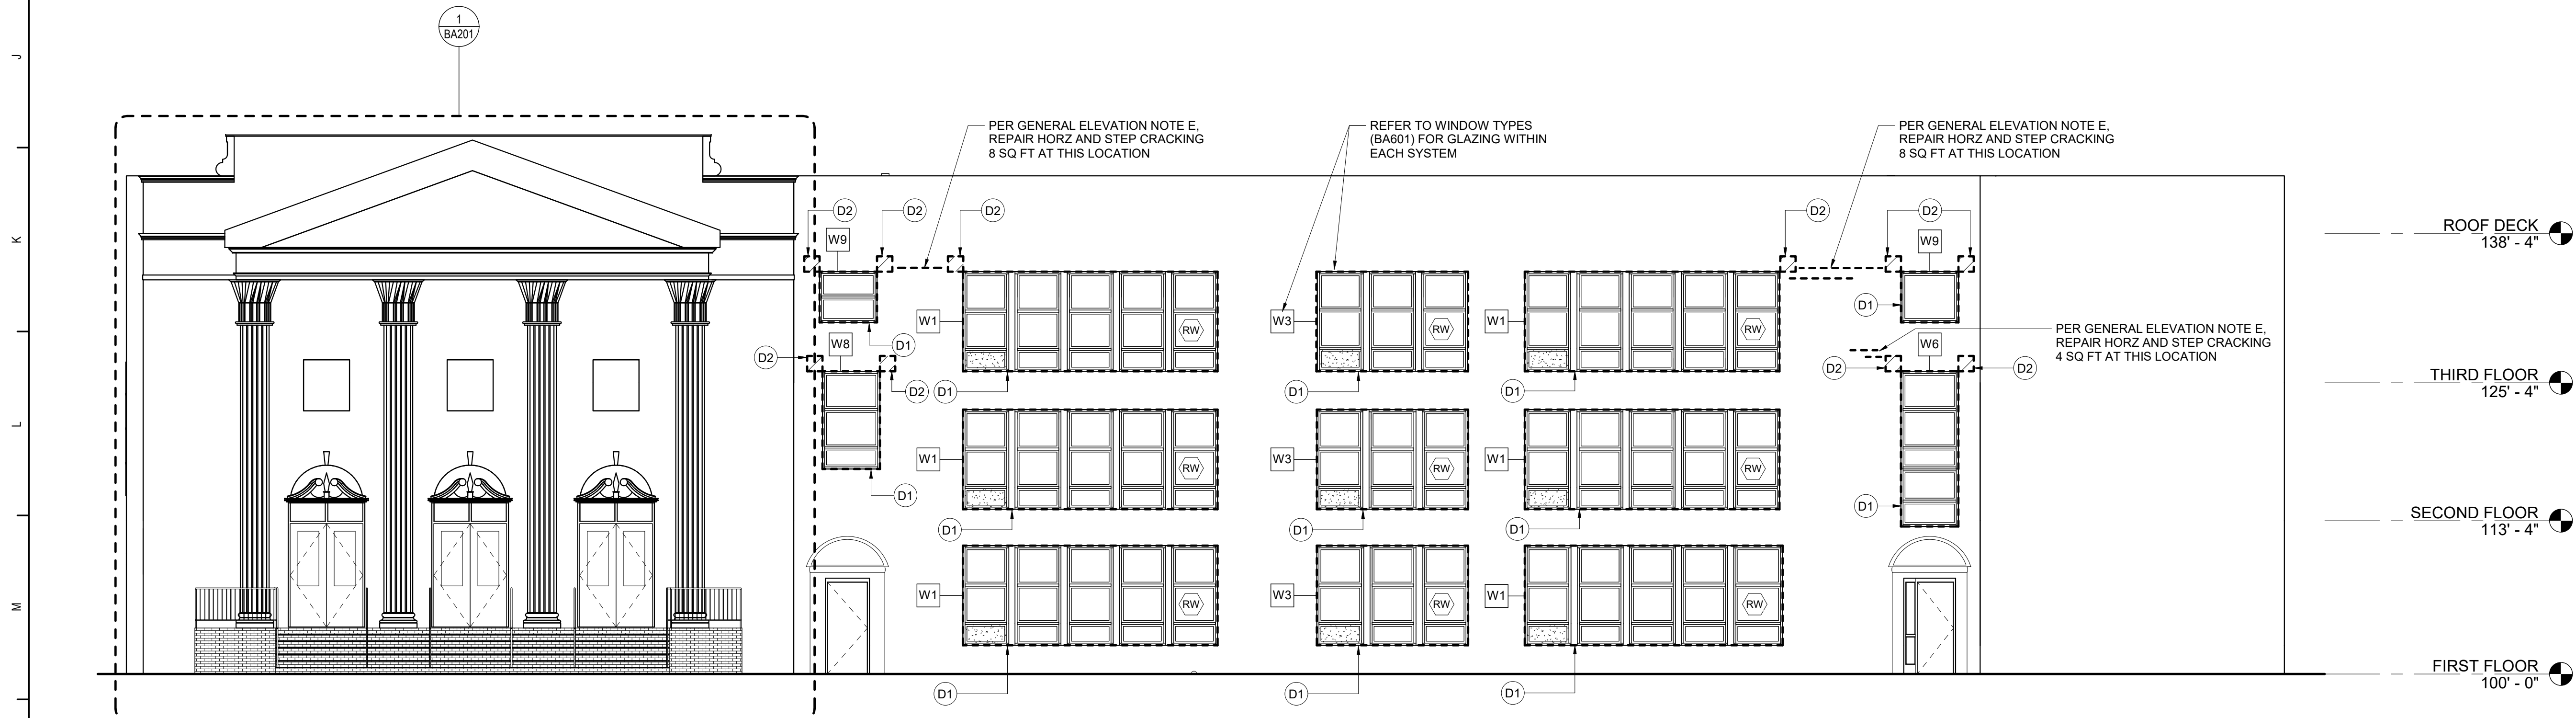 1
BA201
J
K
L
M
PER GENERAL ELEVATION NOTE E,
REPAIR HORZ AND STEP CRACKING
8 SQ FT AT THIS LOCATION
REFER TO WINDOW TYPES
(BA601) FOR GLAZING WITHIN
EACH SYSTEM
PER GENERAL ELEVATION NOTE E,
REPAIR HORZ AND STEP CRACKING
8 SQ FT AT THIS LOCATION
D2
D2
D2
D2
D2
W9
W9
ROOF DECK
138' - 4"
D1
W1
RW
W3
RW
W1
RW
D1
PER GENERAL ELEVATION NOTE E,
REPAIR HORZ AND STEP CRACKING
4 SQ FT AT THIS LOCATION
D2
W8
D2
W6
D2
D2
D1
D1
D1
THIRD FLOOR
125' - 4"
W1
RW
W3
RW
W1
RW
D1
D1
D1
D1
D1
SECOND FLOOR
113' - 4"
W1
RW
W3
RW
W1
RW
D1
D1
D1
FIRST FLOOR
100' - 0"